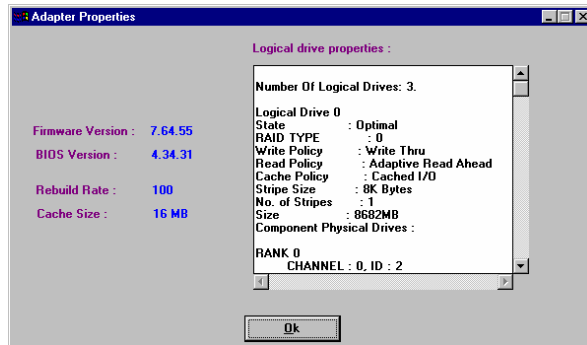 Adapter Properties
Logical drive properties :
Firmware Version : 7.64.55
BIOS Version : 4.34.31
Rebuild Rate : 100
Cache Size : 16 MB
Number Of Logical Drives: 3.
Logical Drive 0
State : Optimal
RAID TYPE : 0
Write Policy : Write Thru
Read Policy : Adaptive Read Ahead
Cache Policy : Cached I/O
Stripe Size : 8K Bytes
No. of Stripes : 1
Size : 8682MB
Component Physical Drives :
RANK 0
CHANNEL : 0, ID : 2
Ok